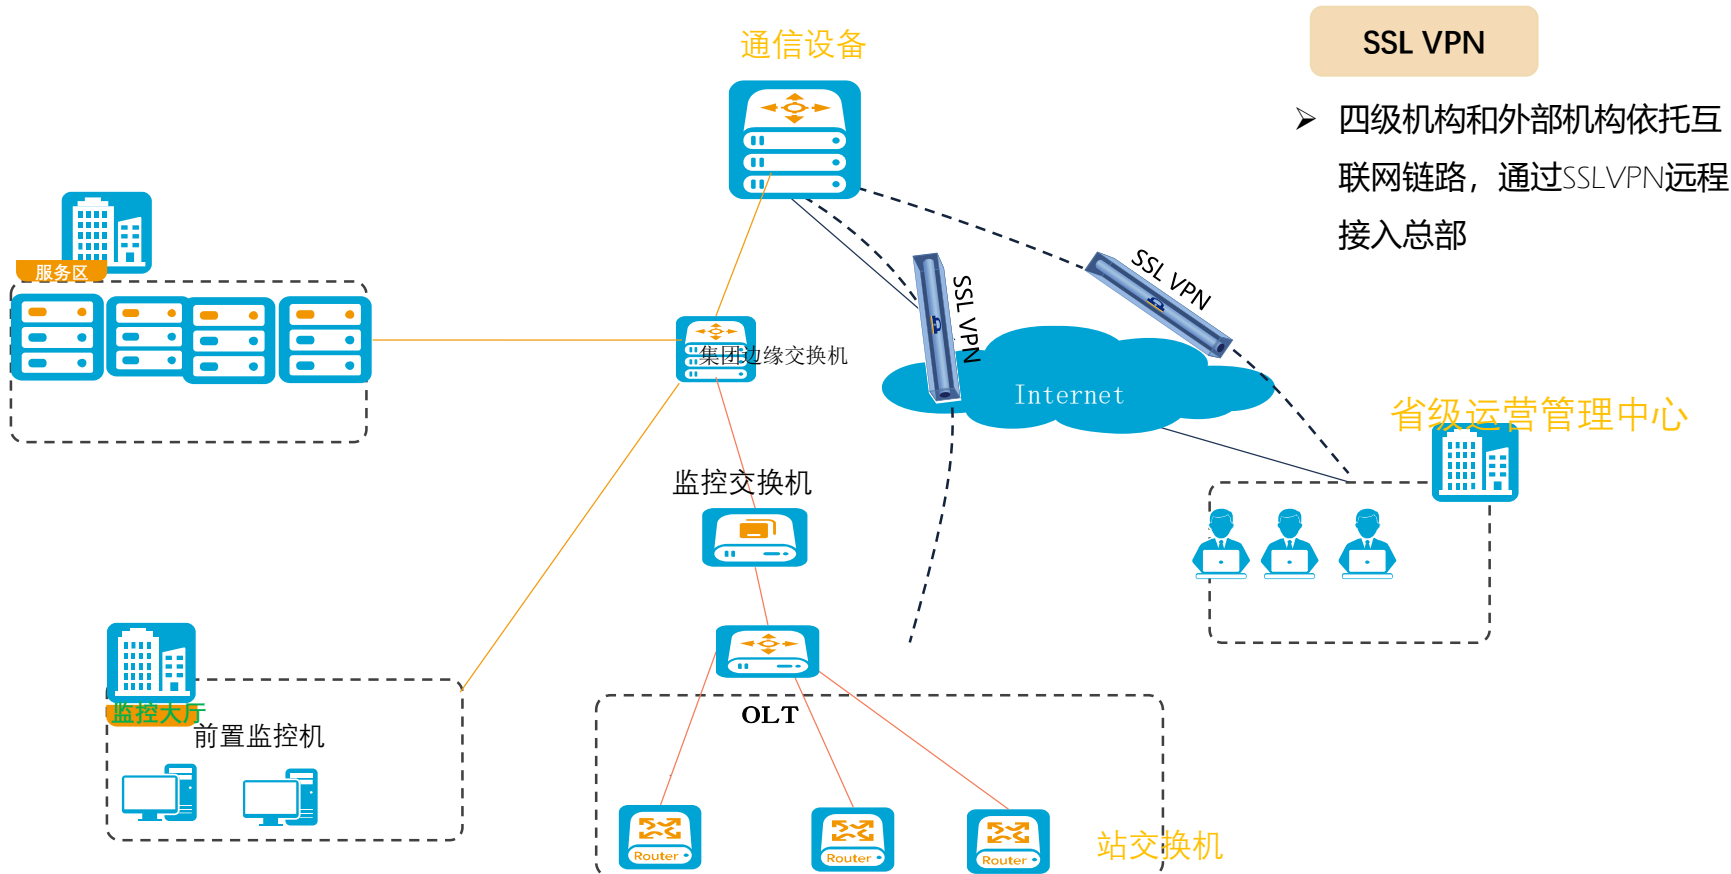 通信设备
SSL VPN
四级机构和外部机构依托互
联网链路，通过SSLVPN远程
接入总部
服务区
SSL VPN
SSL VPN
集团边缘交换机
Internet
省级运营管理中心
监控交换机
监控大厅
前置监控机
OLT
Router
Router
Router
站交换机